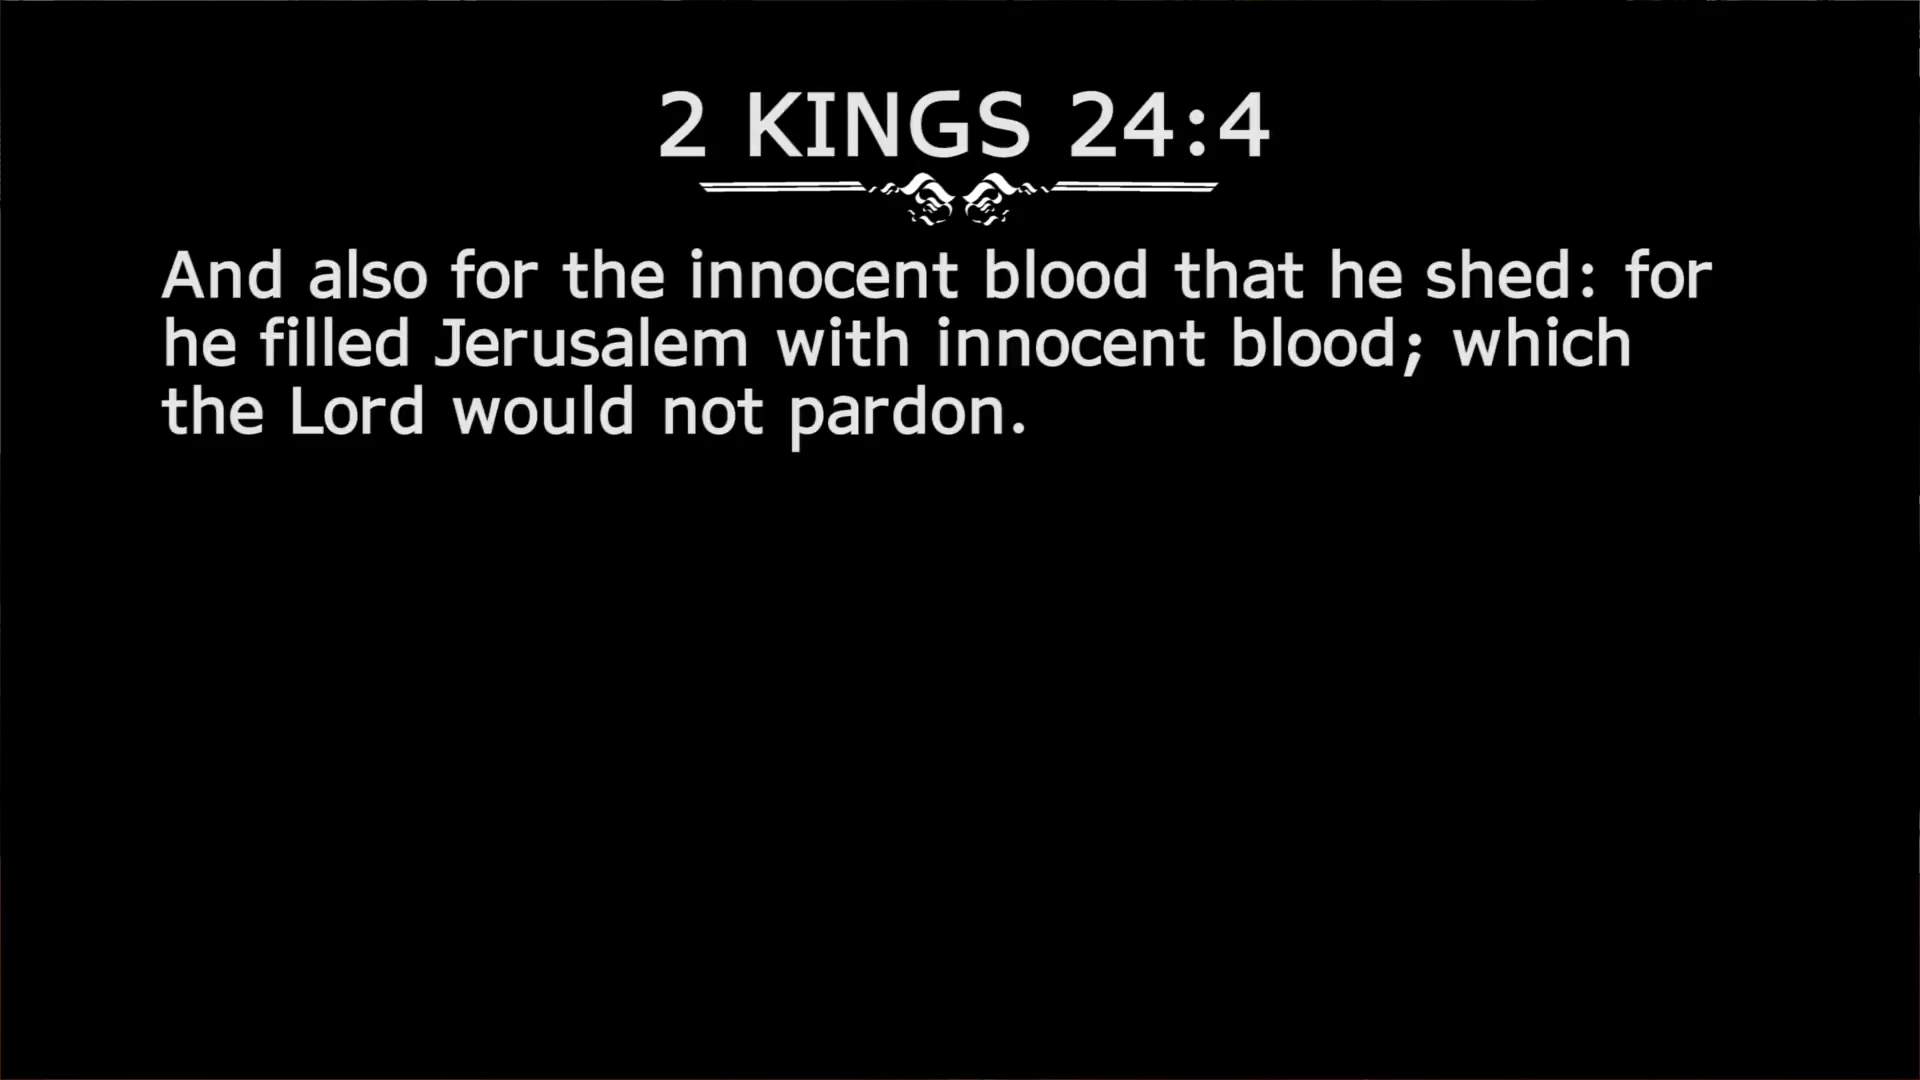 2 KINGS 24:4
And also for the innocent blood that he shed: for
he filled Jerusalem with innocent blood; which
the Lord would not pardon.